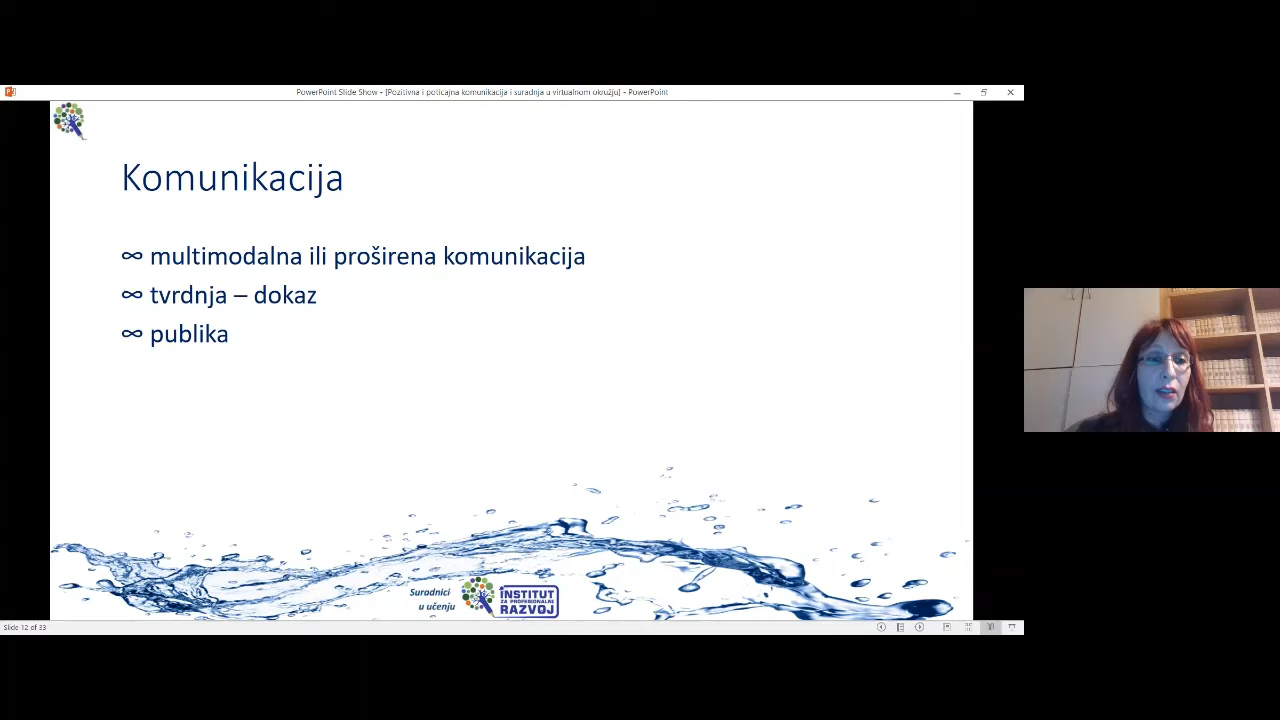 PowerPoint Slide Show - [Pozitivna i poticajna komunikacija i suradnja u virtualnom okružju] - PowerPoint
Komunikacija
∞ multimodalna ili proširena komunikacija
∞ tvrdnja – dokaz
∞ publika
Suradnici
u učenju
INSTITUT
ZA PROFESIONALNI
RAZVOJ
Slide 12 of 33